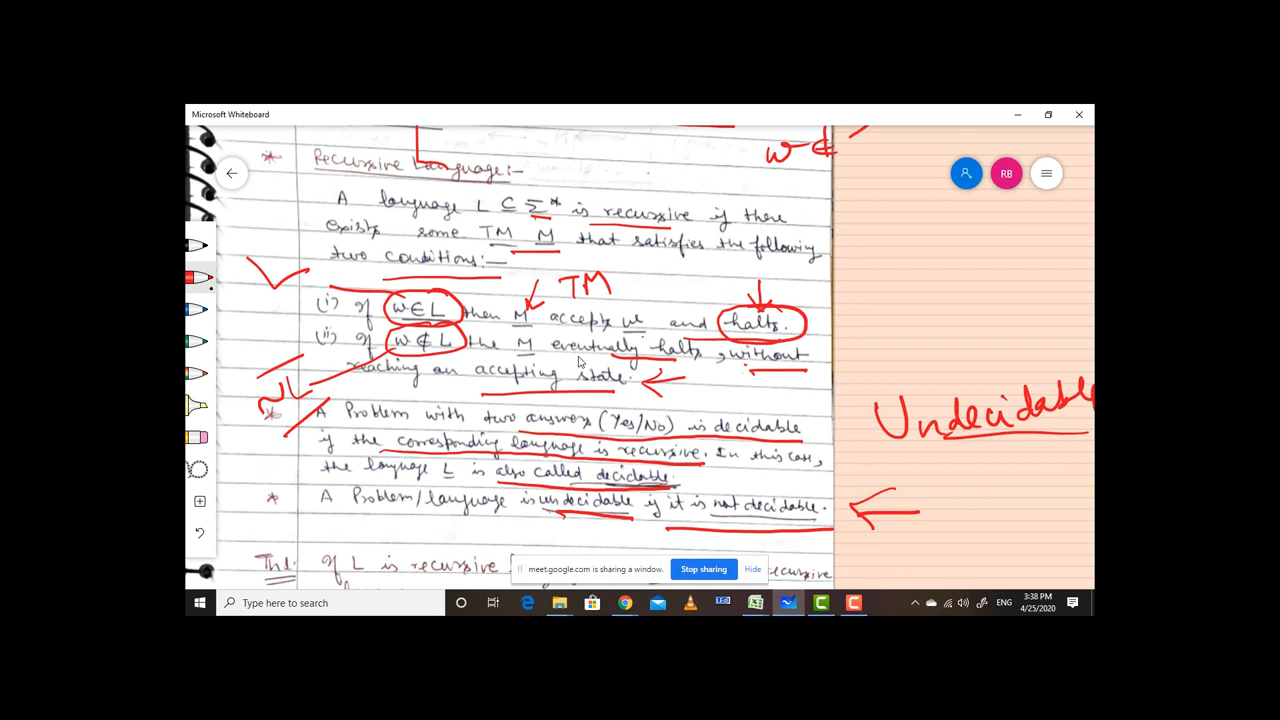 Microsoft Whiteboard
w ∉
* Recursive Language:-
RB
A language L ⊆ Σ* is recursive if there
exists some TM M that satisfies the following
two conditions:-
TM
(i) If w ∈ L then M accepts w and halts.
(ii) If w ∉ L the M eventually halts, without
reaching an accepting state.
* A Problem with two answers (Yes/No) is decidable
if the corresponding language is recursive. In this case,
the language L is also called decidable.
Undecidable
* A Problem/language is undecidable if it is not decidable.
Th1. If L is recursive
recursive
meet.google.com is sharing a window.
Stop sharing
Hide
Type here to search
ENG
3:38 PM
4/25/2020